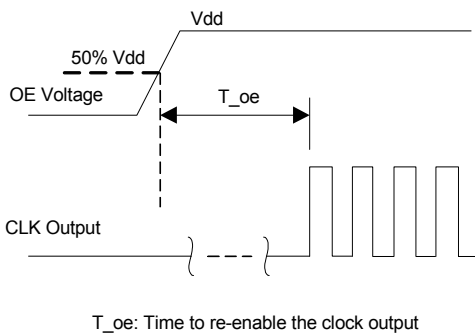 Vdd
50% Vdd
T_oe
OE Voltage
CLK Output
T_oe: Time to re-enable the clock output